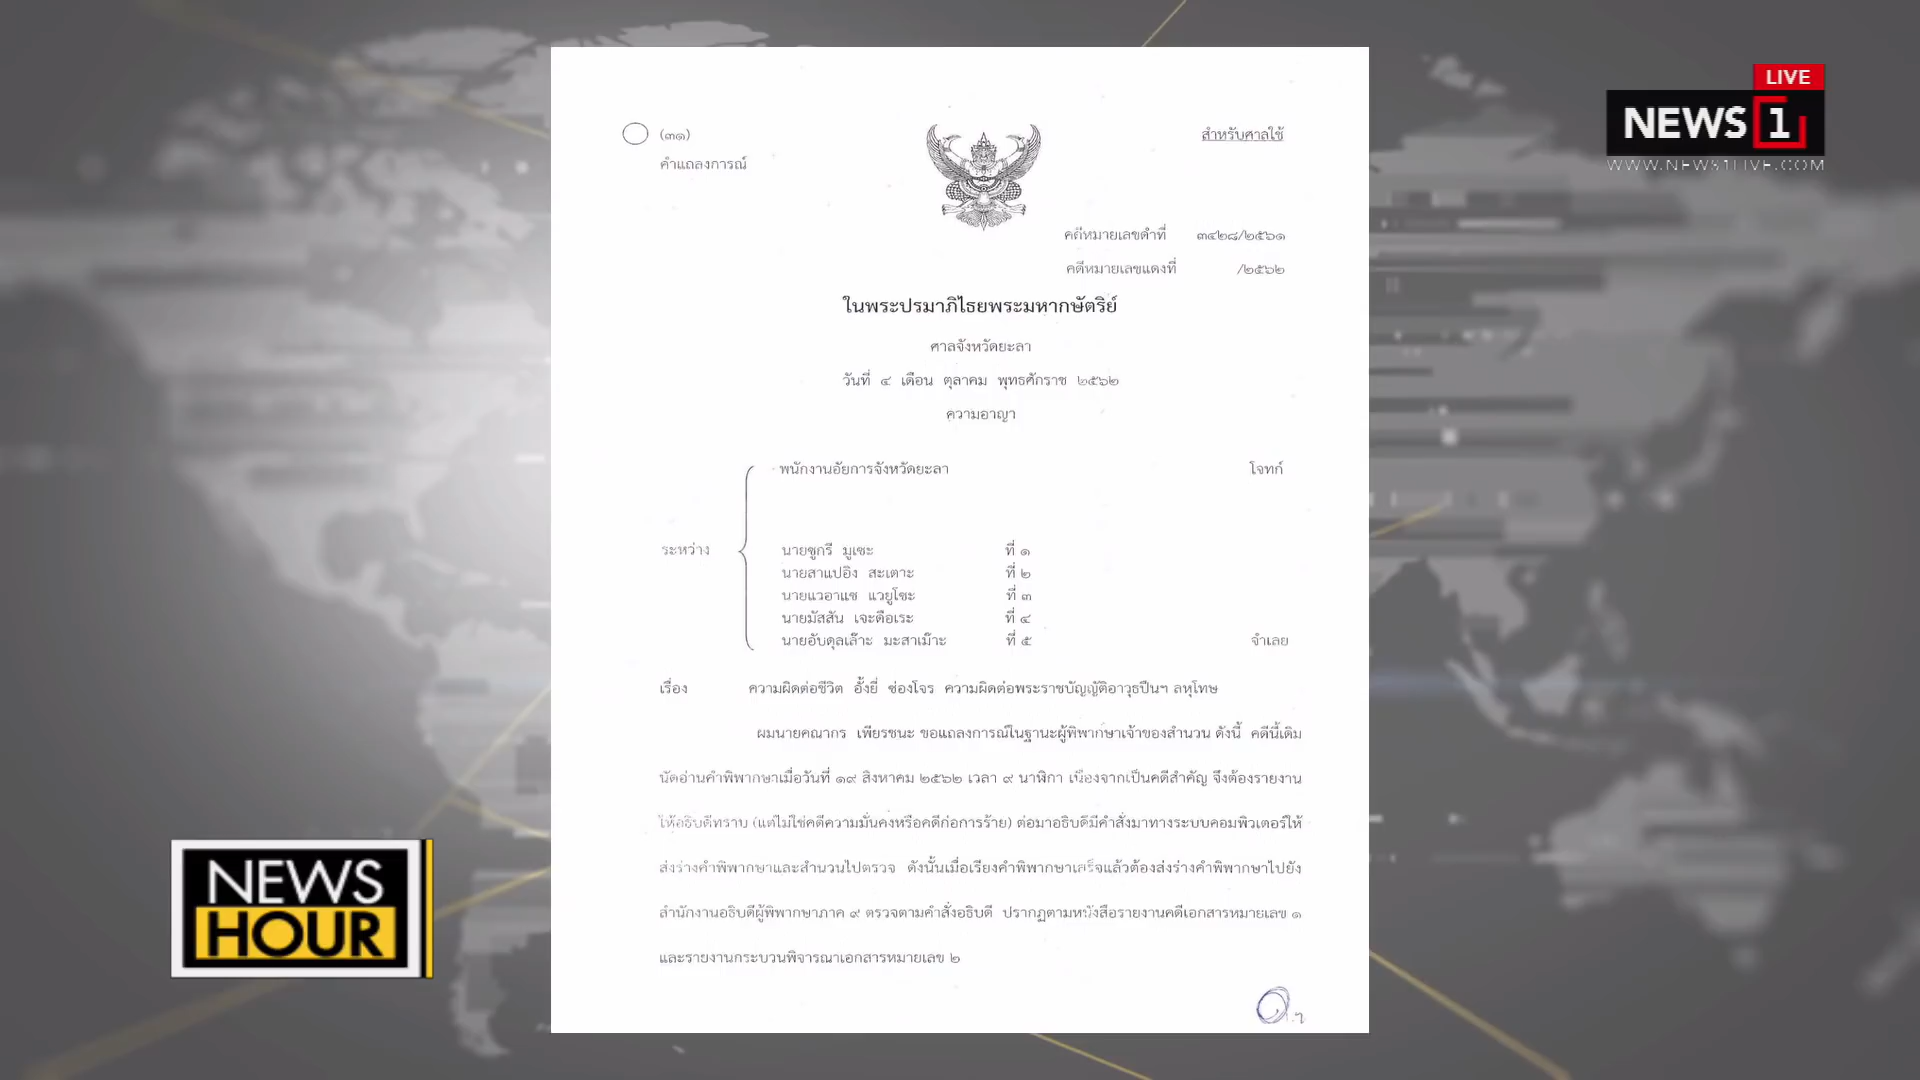 LIVE
NEWS 1
WWW.NEWS1LIVE.COM
(๓๑)
สำหรับศาลใช้
คำแถลงการณ์
คดีหมายเลขดำที่ ๓๔๒๘/๒๕๖๑
คดีหมายเลขแดงที่ /๒๕๖๒
ในพระปรมาภิไธยพระมหากษัตริย์
ศาลจังหวัดยะลา
วันที่ ๔ เดือน ตุลาคม พุทธศักราช ๒๕๖๒
ความอาญา
พนักงานอัยการจังหวัดยะลา โจทก์
ระหว่าง
นายซูกรี มูเซะ ที่ ๑
นายสาแปอิง สะเตาะ ที่ ๒
นายแวอาแซ แวยูโซะ ที่ ๓
นายมัสสัน เจะดือเระ ที่ ๔
นายอับดุลเล๊าะ มะสาเม๊าะ ที่ ๕ จำเลย
เรื่อง ความผิดต่อชีวิต อั้งยี่ ซ่องโจร ความผิดต่อพระราชบัญญัติอาวุธปืนฯ ลหุโทษ
ผมนายคณากร เพียรชนะ ขอแถลงการณ์ในฐานะผู้พิพากษาเจ้าของสำนวน ดังนี้ คดีนี้เดิม
นัดอ่านคำพิพากษาเมื่อวันที่ ๑๙ สิงหาคม ๒๕๖๒ เวลา ๙ นาฬิกา เนื่องจากเป็นคดีสำคัญ จึงต้องรายงาน
ให้อธิบดีทราบ (แต่ไม่ใช่คดีความมั่นคงหรือคดีก่อการร้าย) ต่อมาอธิบดีมีคำสั่งมาทางระบบคอมพิวเตอร์ให้
ส่งร่างคำพิพากษาและสำนวนไปตรวจ ดังนั้นเมื่อเรียงคำพิพากษาเสร็จแล้วต้องส่งร่างคำพิพากษาไปยัง
สำนักงานอธิบดีผู้พิพากษาภาค ๙ ตรวจตามคำสั่งอธิบดี ปรากฏตามหนังสือรายงานคดีเอกสารหมายเลข ๑
และรายงานกระบวนพิจารณาเอกสารหมายเลข ๒
NEWS
HOUR